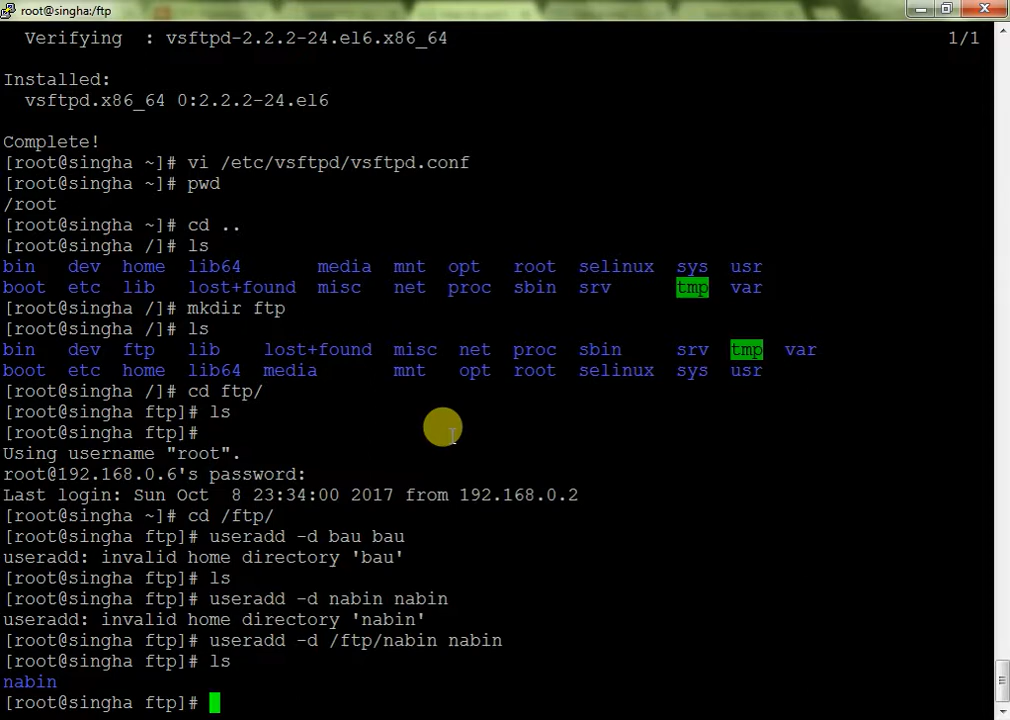 root@singha:/ftp
Verifying  : vsftpd-2.2.2-24.el6.x86_64 1/1
Installed:
vsftpd.x86_64 0:2.2.2-24.el6
Complete!
[root@singha ~]# vi /etc/vsftpd/vsftpd.conf
[root@singha ~]# pwd
/root
[root@singha ~]# cd ..
[root@singha /]# ls
bin dev home lib64 media mnt opt root selinux sys usr
boot etc lib lost+found misc net proc sbin srv tmp var
[root@singha /]# mkdir ftp
[root@singha /]# ls
bin dev ftp lib lost+found misc net proc sbin srv tmp var
boot etc home lib64 media mnt opt root selinux sys usr
[root@singha /]# cd ftp/
[root@singha ftp]# ls
[root@singha ftp]#
Using username "root".
root@192.168.0.6's password:
Last login: Sun Oct  8 23:34:00 2017 from 192.168.0.2
[root@singha ~]# cd /ftp/
[root@singha ftp]# useradd -d bau bau
useradd: invalid home directory 'bau'
[root@singha ftp]# ls
[root@singha ftp]# useradd -d nabin nabin
useradd: invalid home directory 'nabin'
[root@singha ftp]# useradd -d /ftp/nabin nabin
[root@singha ftp]# ls
nabin
[root@singha ftp]#